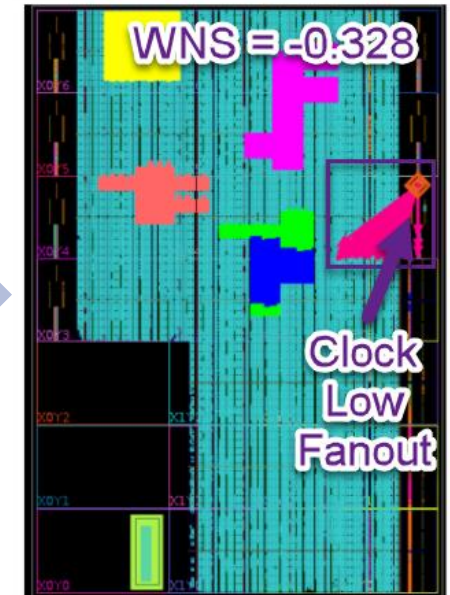 WNS = -0.328
X0Y6
X0Y5
X0Y4
X0Y3
Clock
Low
Fanout
X0Y2
X0Y1
X0Y0